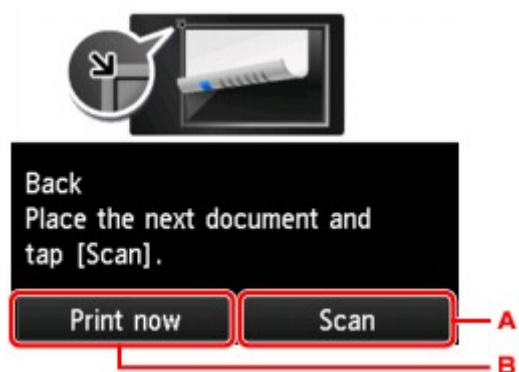 Back
Place the next document and
tap [Scan].
Print now Scan A
B